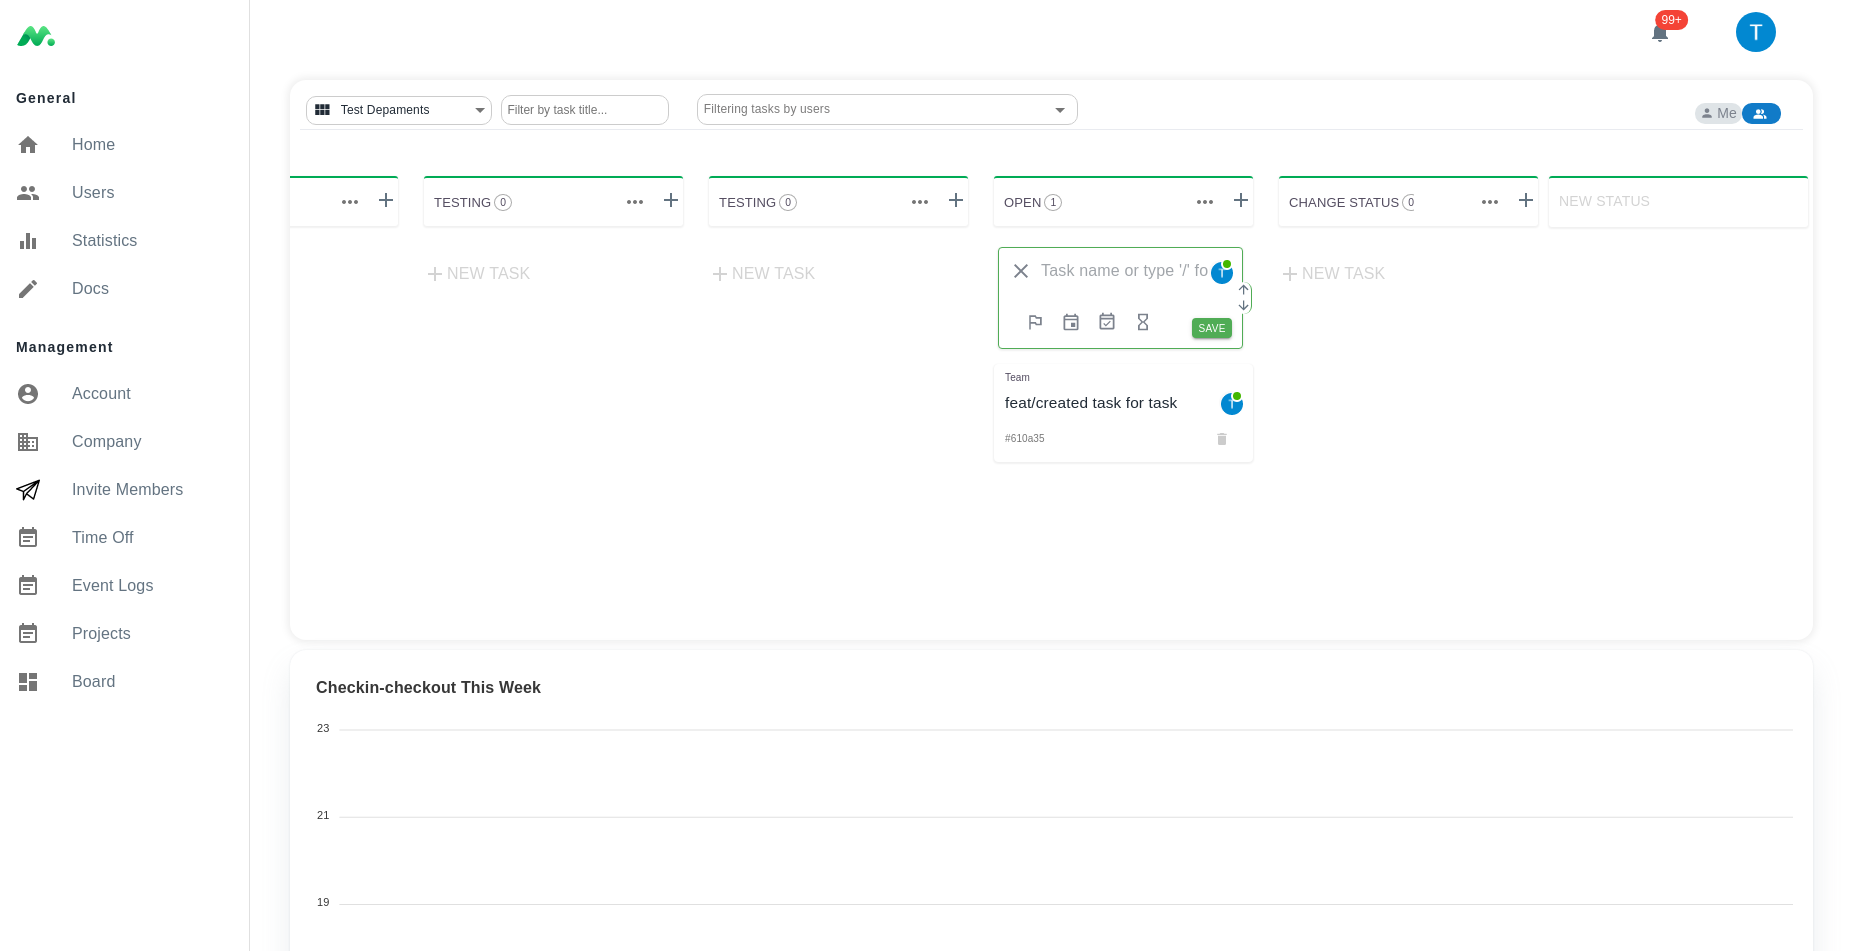 General
Home
Users
Statistics
Docs
Management
Account
Company
Invite Members
Time Off
Event Logs
Projects
Board
99+
T
Test Depaments
Filter by task title...
Filtering tasks by users
Me
TESTING 0
TESTING 0
OPEN 1
CHANGE STATUS 0
NEW STATUS
NEW TASK
NEW TASK
Task name or type '/' fo
T
NEW TASK
SAVE
Team
feat/created task for task
T
#610a35
Checkin-checkout This Week
23
21
19